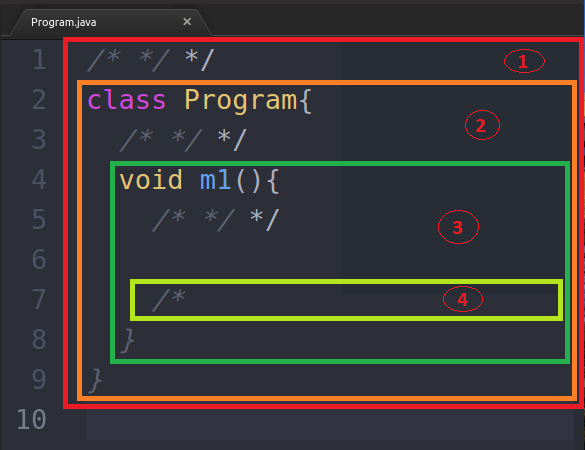 Program.java ×
1 /* */ */ 1
2 class Program{ 2
3 /* */ */
4 void m1(){
5 /* */ */ 3
6
7 /* 4
8 }
9 }
10